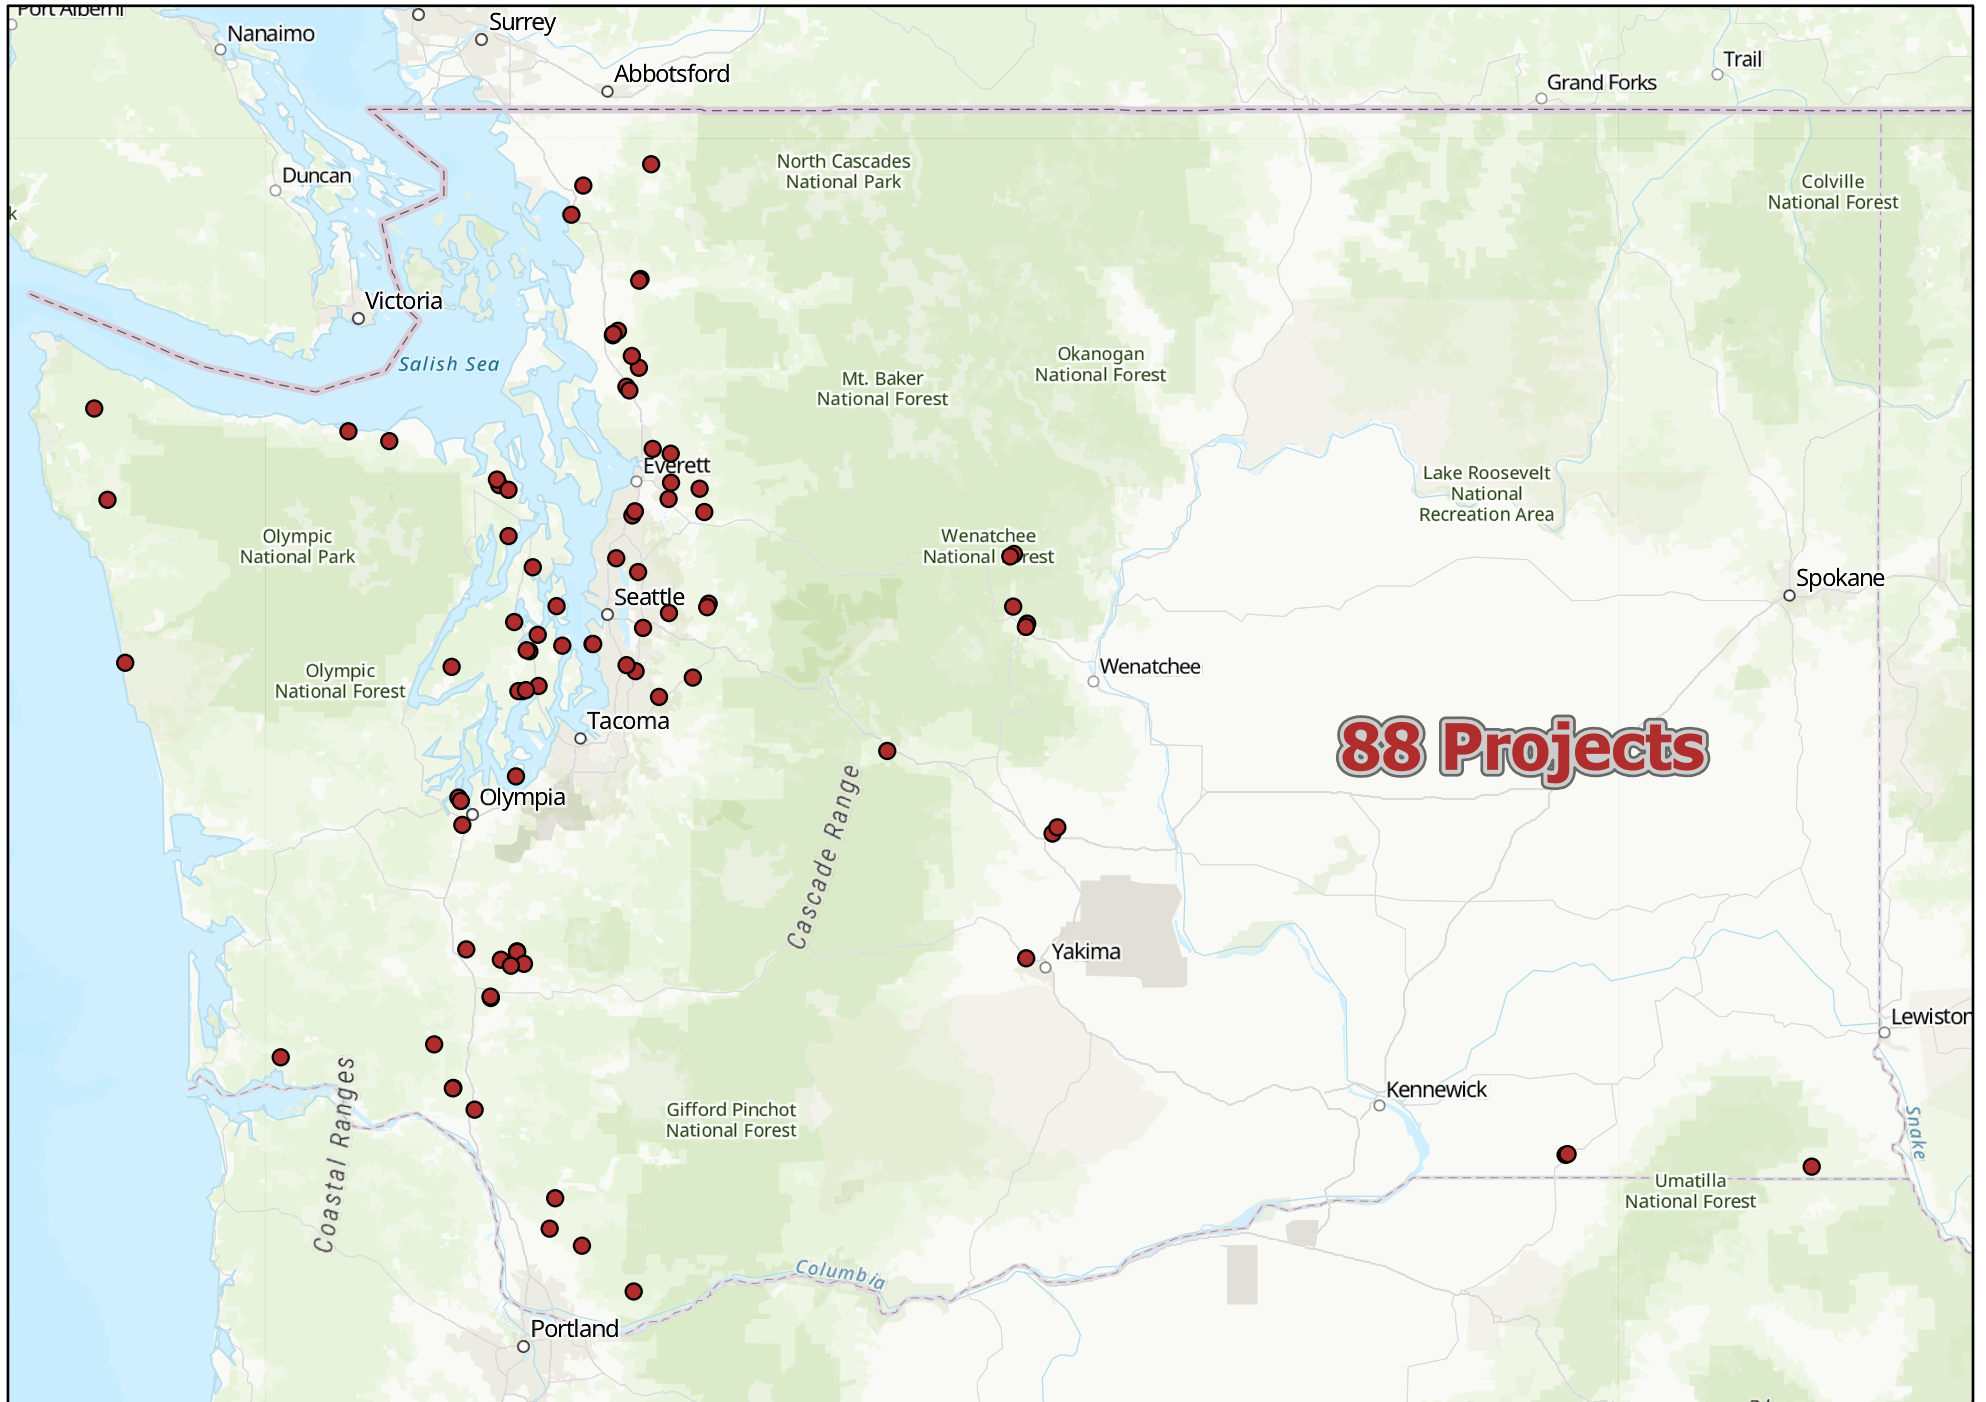 Port Alberni
Nanaimo
Surrey
Abbotsford
Trail
Grand Forks
Duncan
North Cascades
National Park
Colville
National Forest
k
Victoria
Salish Sea
Okanogan
National Forest
Mt. Baker
National Forest
Everett
Lake Roosevelt
National
Recreation Area
Olympic
National Park
Wenatchee
National Forest
Spokane
Seattle
Wenatchee
Olympic
National Forest
Tacoma
88 Projects
Olympia
Cascade Range
Yakima
Lewiston
Kennewick
Coastal Ranges
Gifford Pinchot
National Forest
Snake
Umatilla
National Forest
Columbia
Portland